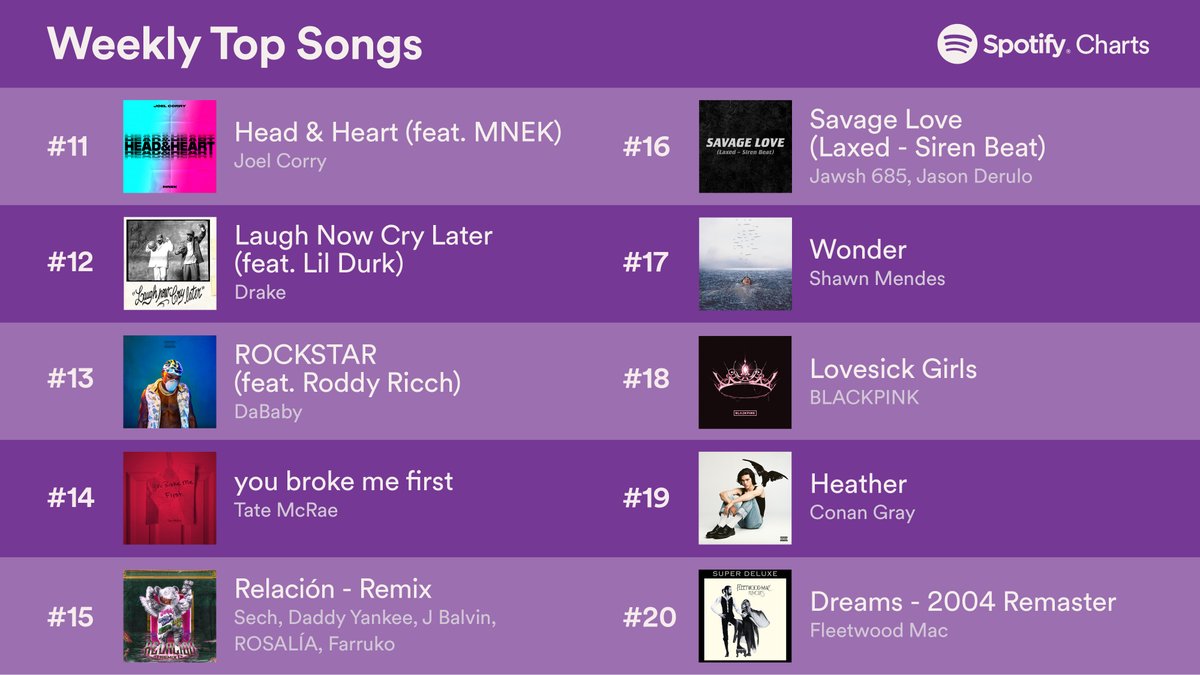 Weekly Top Songs
Spotify® Charts
#11
JOEL CORRY
HEAD&HEART
MNEK
Head & Heart (feat. MNEK)
Joel Corry
#12
"Laugh now Cry later"
Laugh Now Cry Later
(feat. Lil Durk)
Drake
#13
ROCKSTAR
(feat. Roddy Ricch)
DaBaby
#14
you broke me first
Tate McRae
#15
RELACIÓN
Relación - Remix
Sech, Daddy Yankee, J Balvin,
ROSALÍA, Farruko
#16
SAVAGE LOVE
(Laxed - Siren Beat)
Savage Love
(Laxed - Siren Beat)
Jawsh 685, Jason Derulo
#17
Wonder
Shawn Mendes
#18
BLACKPINK
Lovesick Girls
BLACKPINK
#19
Heather
Conan Gray
#20
SUPER DELUXE
FLEETWOOD MAC
RUMOURS
Dreams - 2004 Remaster
Fleetwood Mac